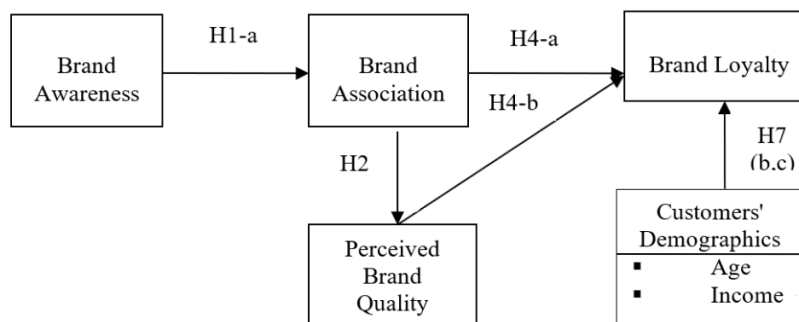 H1-a
H4-a
Brand
Awareness
Brand
Association
Brand Loyalty
H4-b
H2
H7
(b,c)
Perceived
Brand
Quality
Customers'
Demographics
▪ Age
▪ Income